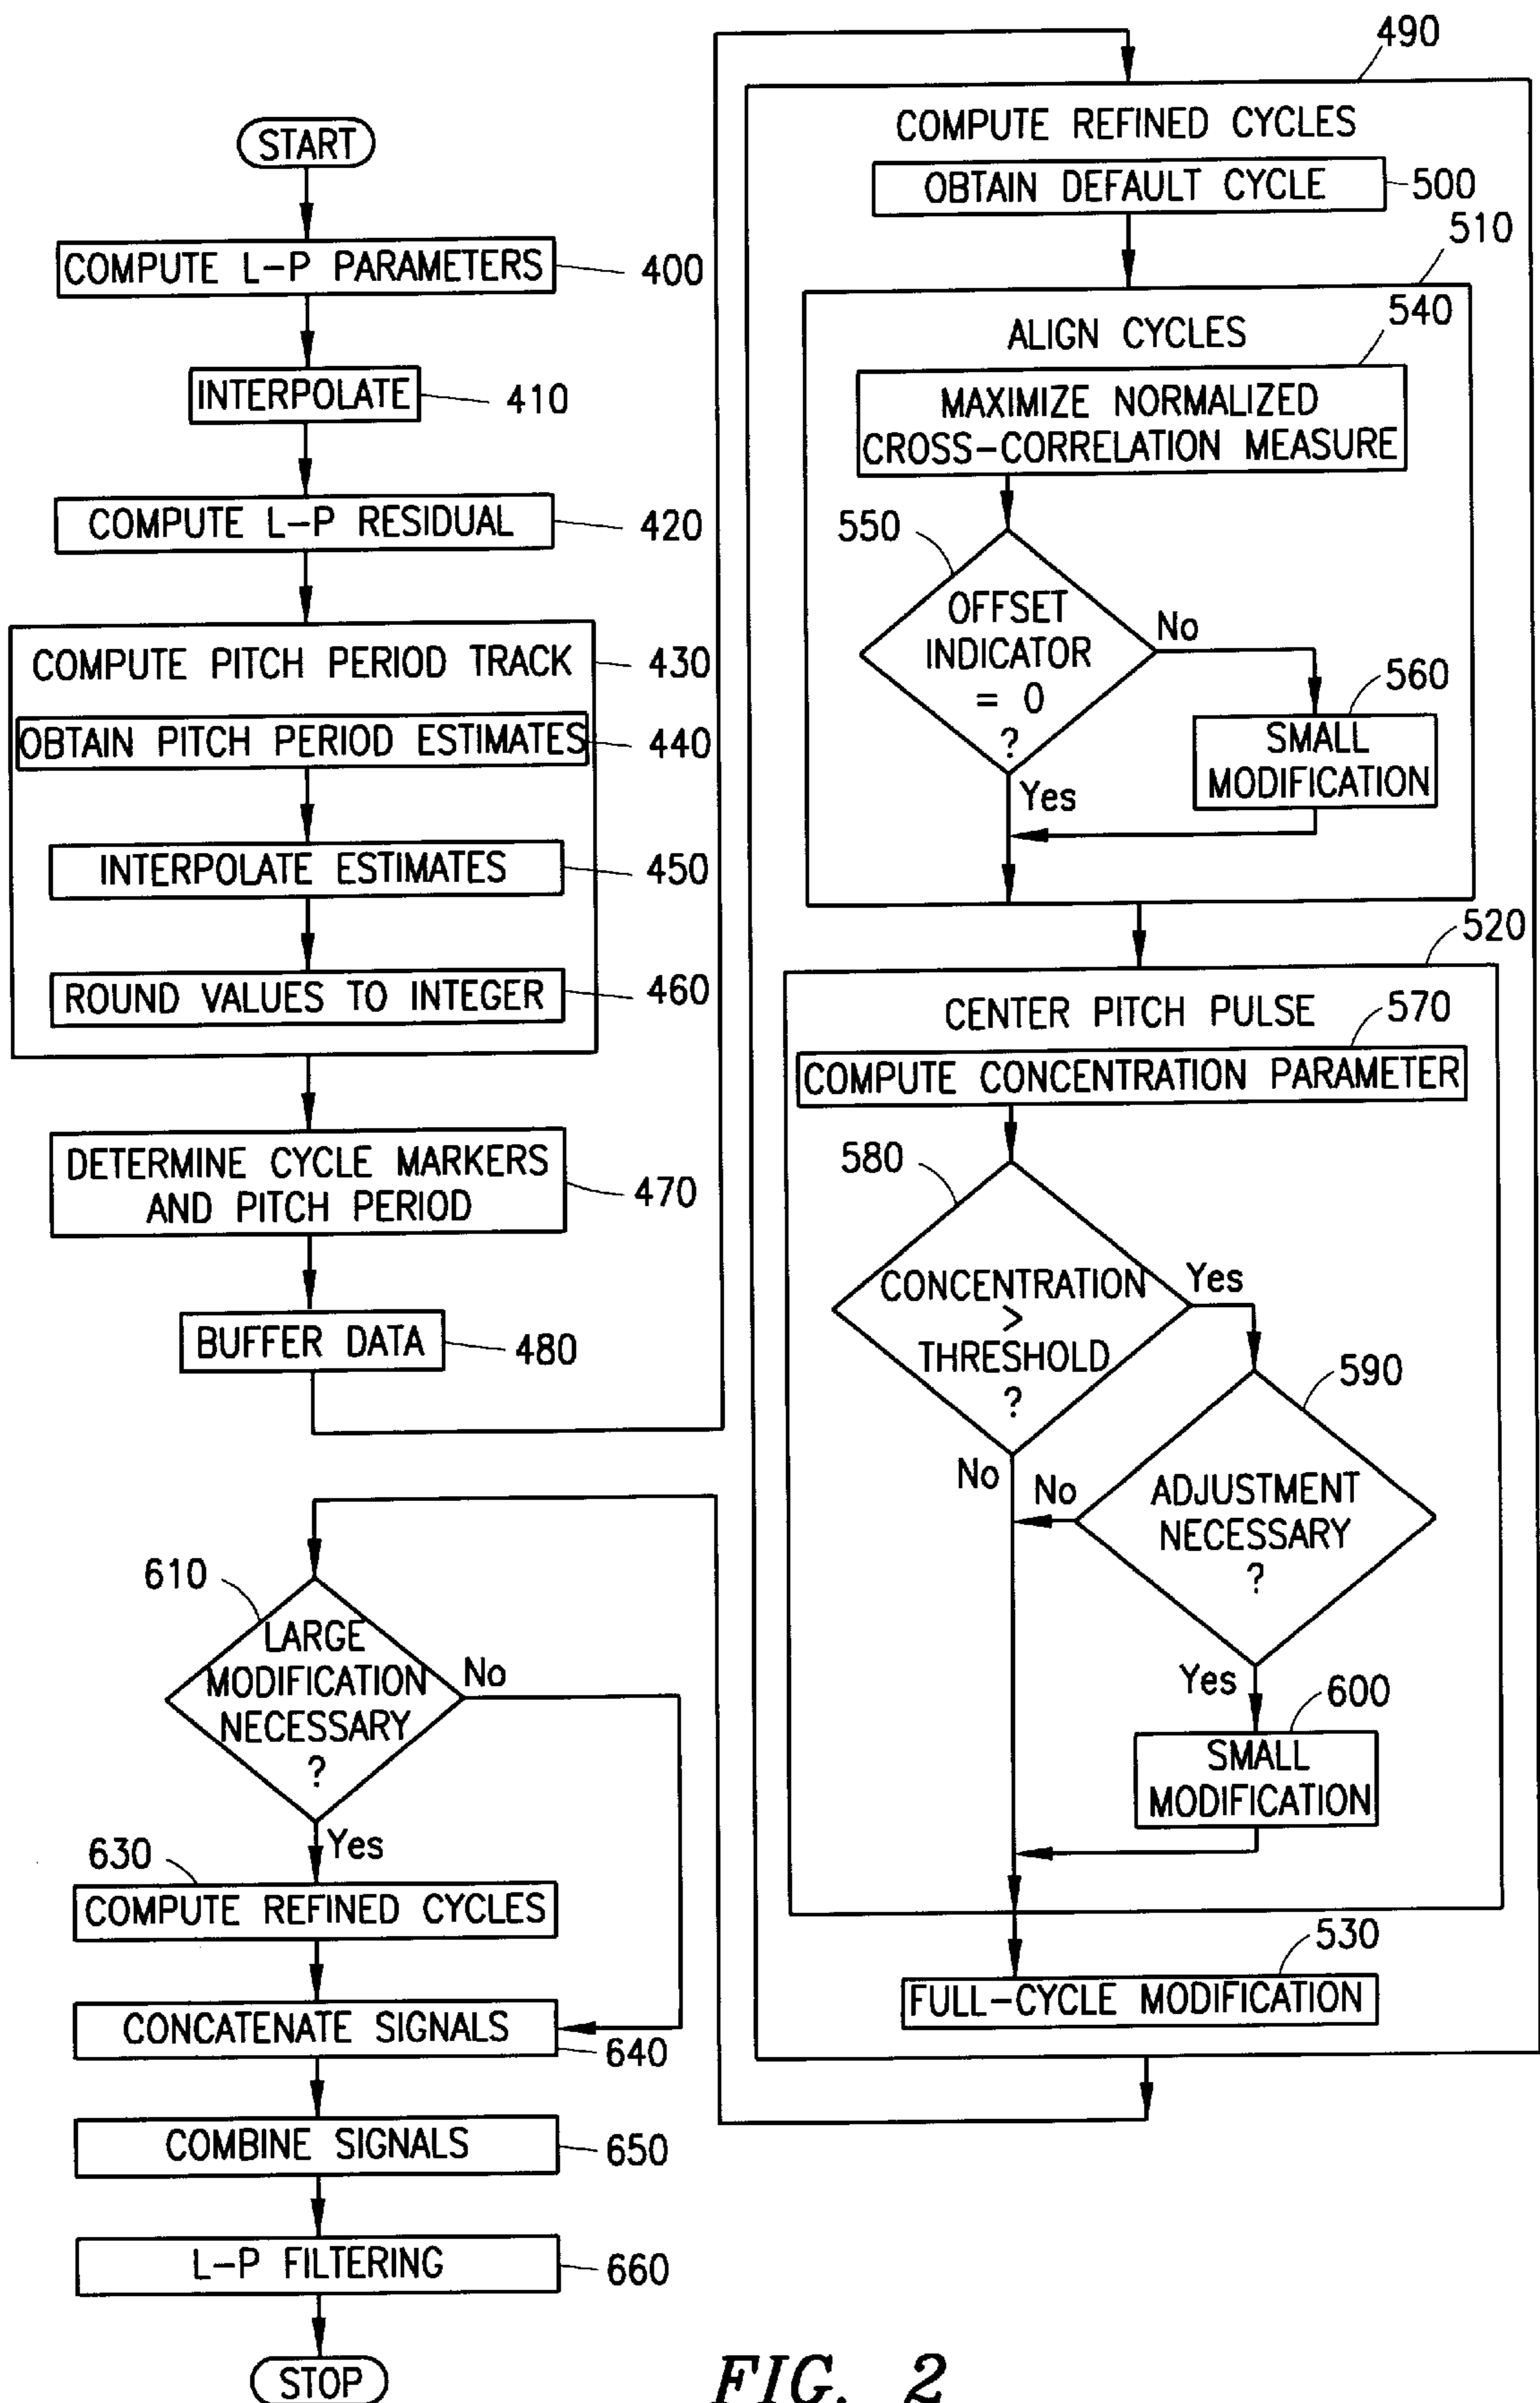 START
COMPUTE L-P PARAMETERS
400
INTERPOLATE
410
COMPUTE L-P RESIDUAL
420
COMPUTE PITCH PERIOD TRACK
430
OBTAIN PITCH PERIOD ESTIMATES
440
INTERPOLATE ESTIMATES
450
ROUND VALUES TO INTEGER
460
DETERMINE CYCLE MARKERS
AND PITCH PERIOD
470
BUFFER DATA
480
490
COMPUTE REFINED CYCLES
OBTAIN DEFAULT CYCLE
500
510
ALIGN CYCLES
540
MAXIMIZE NORMALIZED
CROSS-CORRELATION MEASURE
550
OFFSET
INDICATOR
= 0
?
No
Yes
560
SMALL
MODIFICATION
520
CENTER PITCH PULSE
570
COMPUTE CONCENTRATION PARAMETER
580
CONCENTRATION
>
THRESHOLD
?
Yes
No
590
ADJUSTMENT
NECESSARY
?
No
Yes
600
SMALL
MODIFICATION
530
FULL-CYCLE MODIFICATION
610
LARGE
MODIFICATION
NECESSARY
?
No
Yes
630
COMPUTE REFINED CYCLES
CONCATENATE SIGNALS
640
COMBINE SIGNALS
650
L-P FILTERING
660
STOP
FIG. 2